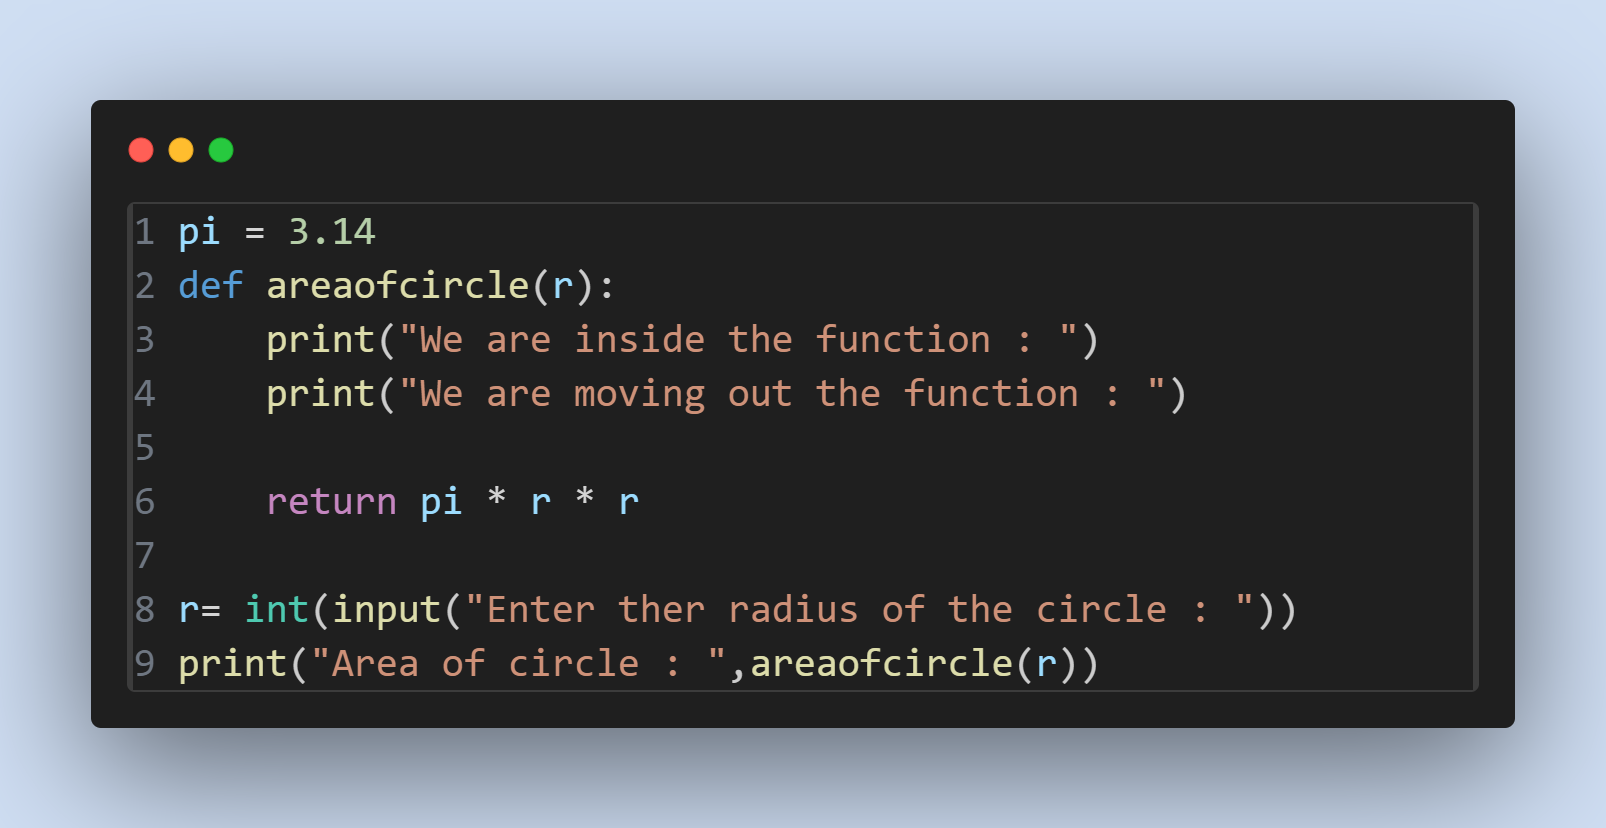 1 pi = 3.14
2 def areaofcircle(r):
3     print("We are inside the function : ")
4     print("We are moving out the function : ")
5
6     return pi * r * r
7
8 r= int(input("Enter ther radius of the circle : "))
9 print("Area of circle : ",areaofcircle(r))